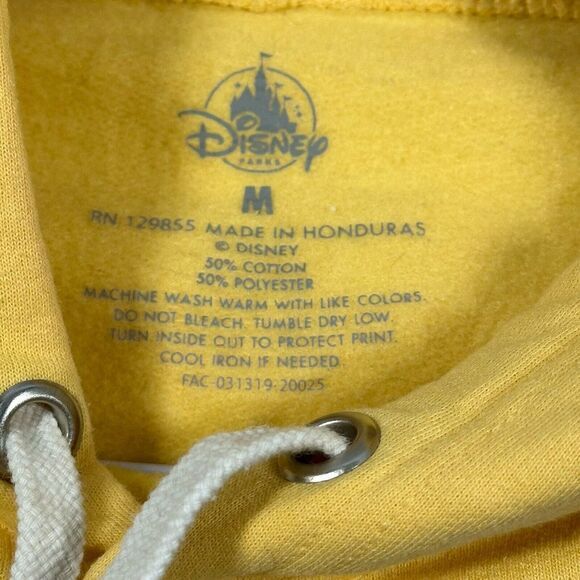 Disney
PARKS
M
RN 129855 MADE IN HONDURAS
© DISNEY
50% COTTON
50% POLYESTER
MACHINE WASH WARM WITH LIKE COLORS.
DO NOT BLEACH. TUMBLE DRY LOW.
TURN INSIDE OUT TO PROTECT PRINT.
COOL IRON IF NEEDED.
FAC-031319-20025